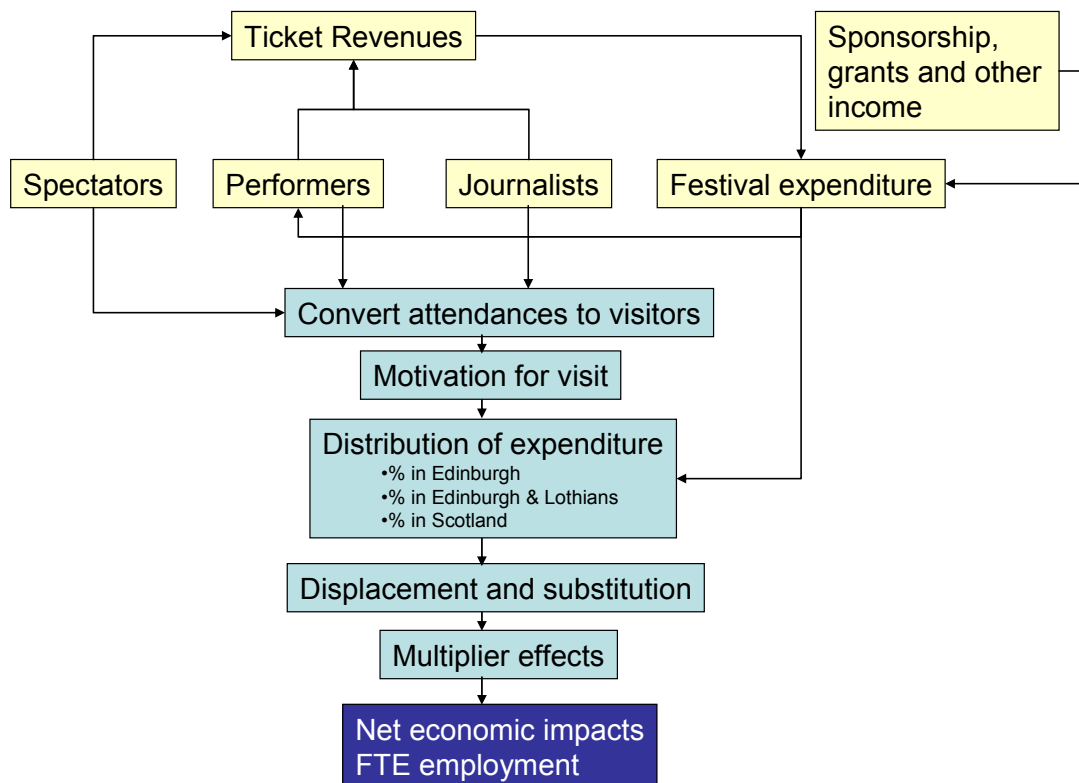 Ticket Revenues
Sponsorship,
grants and other
income
Spectators
Performers
Journalists
Festival expenditure
Convert attendances to visitors
Motivation for visit
Distribution of expenditure
•% in Edinburgh
•% in Edinburgh & Lothians
•% in Scotland
Displacement and substitution
Multiplier effects
Net economic impacts
FTE employment